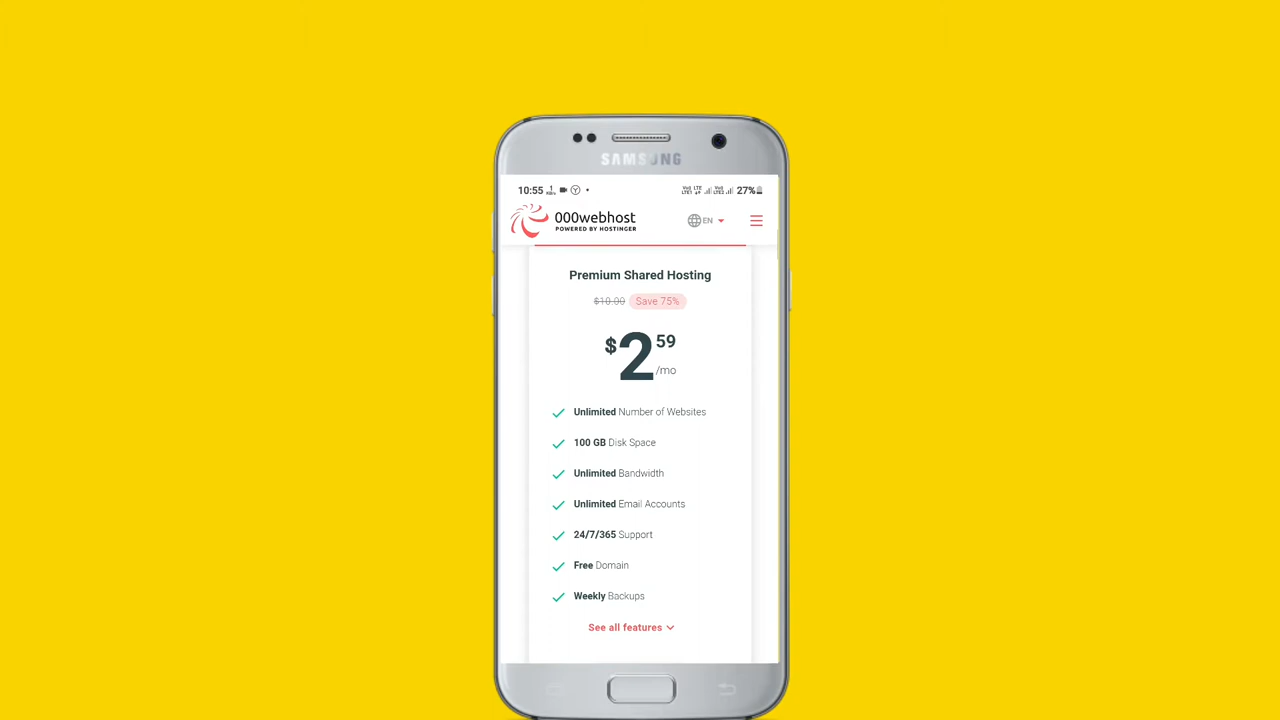 SAMSUNG
10:55 27%
000webhost
POWERED BY HOSTINGER
EN
Premium Shared Hosting
$10.00 Save 75%
$2 59
/mo
Unlimited Number of Websites
100 GB Disk Space
Unlimited Bandwidth
Unlimited Email Accounts
24/7/365 Support
Free Domain
Weekly Backups
See all features